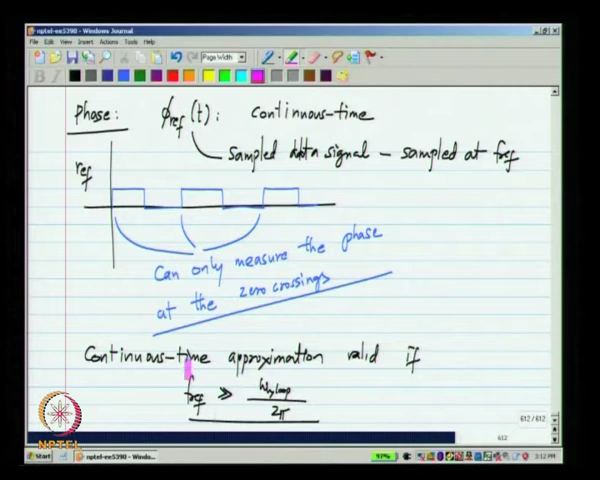 nptel-ee5390 - Windows Journal
File Edit View Insert Actions Tools Help
Page Width
Phase: ϕref (t): Continuous-time
Sampled data signal - sampled at fref
ref
Can only measure the phase
at the zero crossings
Continuous-time approximation valid if
fref ≫ ωu,loop / 2π
612/612
612
NPTEL
Start nptel-ee5390 - Windo... 97% 3:12 PM